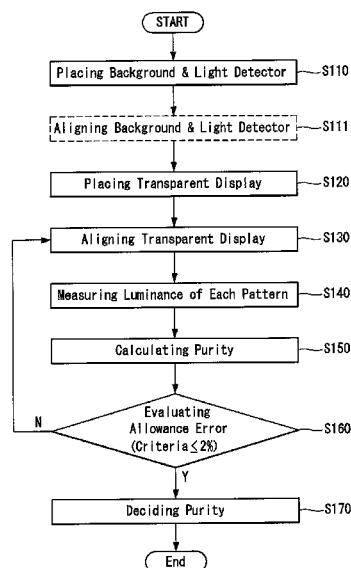 START
Placing Background & Light Detector
S110
Aligning Background & Light Detector
S111
Placing Transparent Display
S120
Aligning Transparent Display
S130
Measuring Luminance of Each Pattern
S140
Calculating Purity
S150
Evaluating
Allowance Error
(Criteria≤2%)
S160
N
Y
Deciding Purity
S170
End